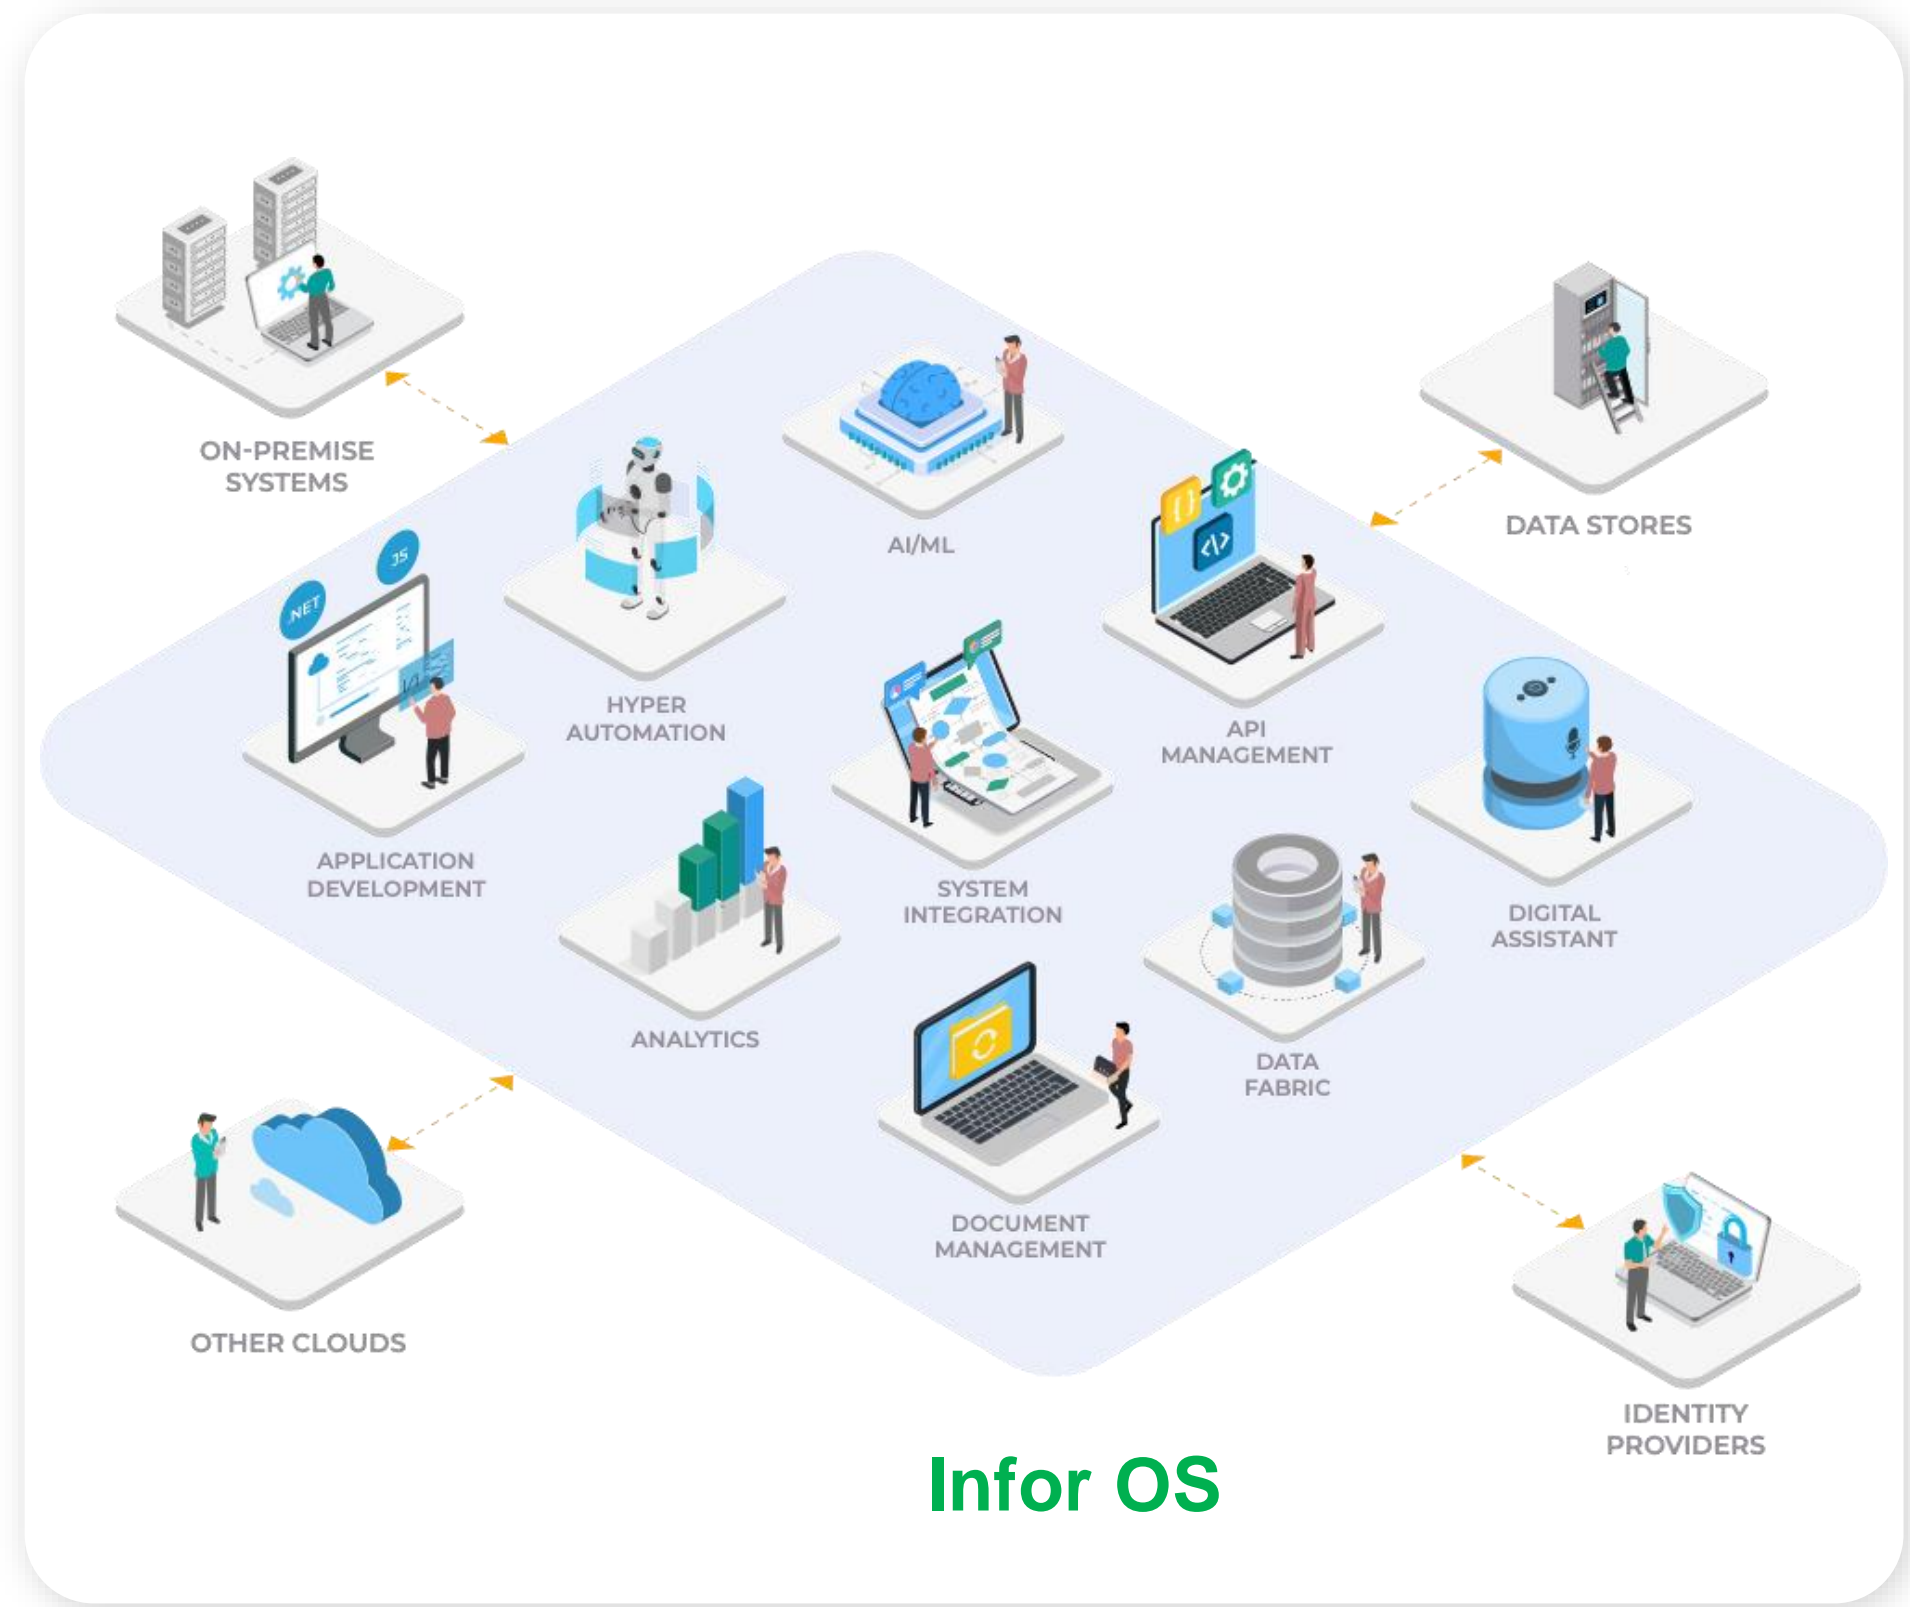 ON-PREMISE
SYSTEMS
DATA STORES
AI/ML
JS
.NET
HYPER
AUTOMATION
API
MANAGEMENT
APPLICATION
DEVELOPMENT
SYSTEM
INTEGRATION
DIGITAL
ASSISTANT
ANALYTICS
DATA
FABRIC
DOCUMENT
MANAGEMENT
OTHER CLOUDS
IDENTITY
PROVIDERS
Infor OS